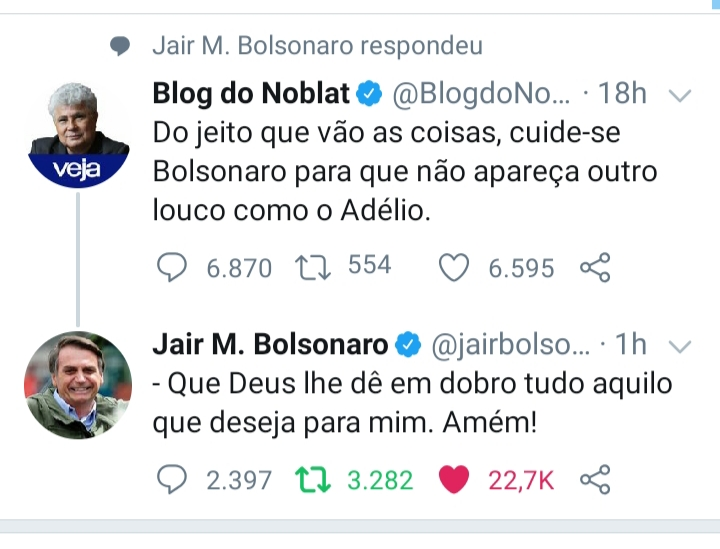 Jair M. Bolsonaro respondeu
Blog do Noblat @BlogdoNo... · 18h
Do jeito que vão as coisas, cuide-se
Bolsonaro para que não apareça outro
louco como o Adélio.
veja
6.870 554 6.595
Jair M. Bolsonaro @jairbolso... · 1h
- Que Deus lhe dê em dobro tudo aquilo
que deseja para mim. Amém!
2.397 3.282 22,7K